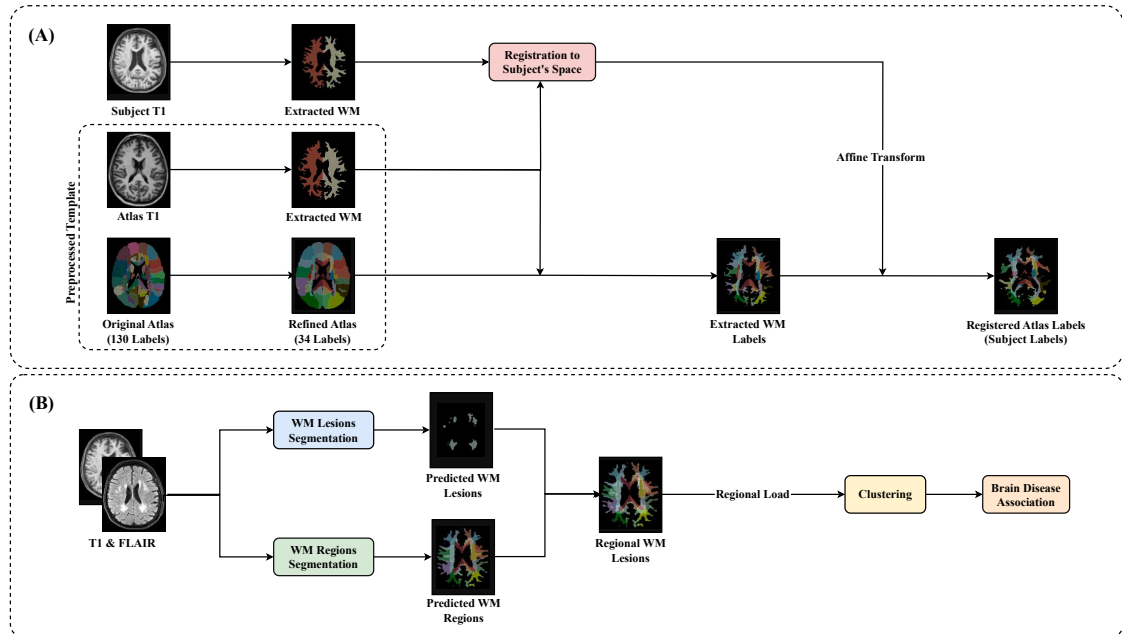 (A)
Subject T1
Extracted WM
Registration to
Subject's Space
Preprocessed Template
Atlas T1
Extracted WM
Affine Transform
Original Atlas
(130 Labels)
Refined Atlas
(34 Labels)
Extracted WM
Labels
Registered Atlas Labels
(Subject Labels)
(B)
T1 & FLAIR
WM Lesions
Segmentation
Predicted WM
Lesions
WM Regions
Segmentation
Predicted WM
Regions
Regional WM
Lesions
Regional Load
Clustering
Brain Disease
Association